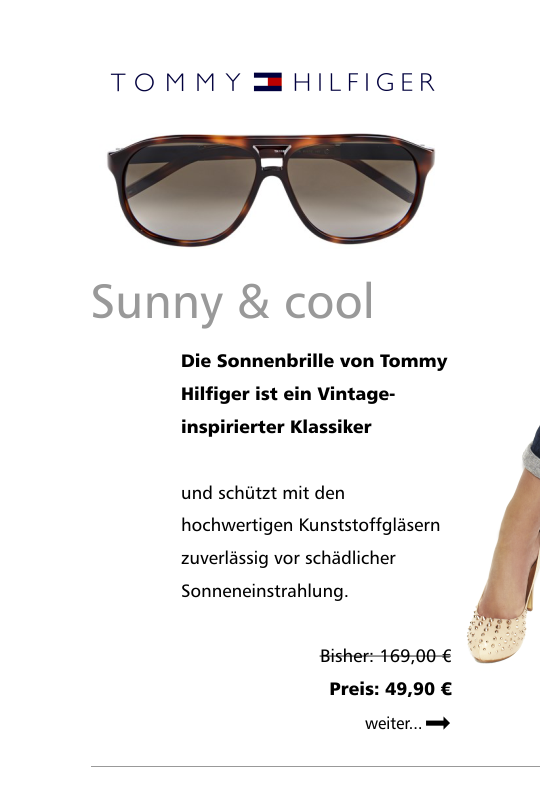 TOMMY HILFIGER
Sunny & cool
Die Sonnenbrille von Tommy
Hilfiger ist ein Vintage-
inspirierter Klassiker
und schützt mit den
hochwertigen Kunststoffgläsern
zuverlässig vor schädlicher
Sonneneinstrahlung.
Bisher: 169,00 €
Preis: 49,90 €
weiter...